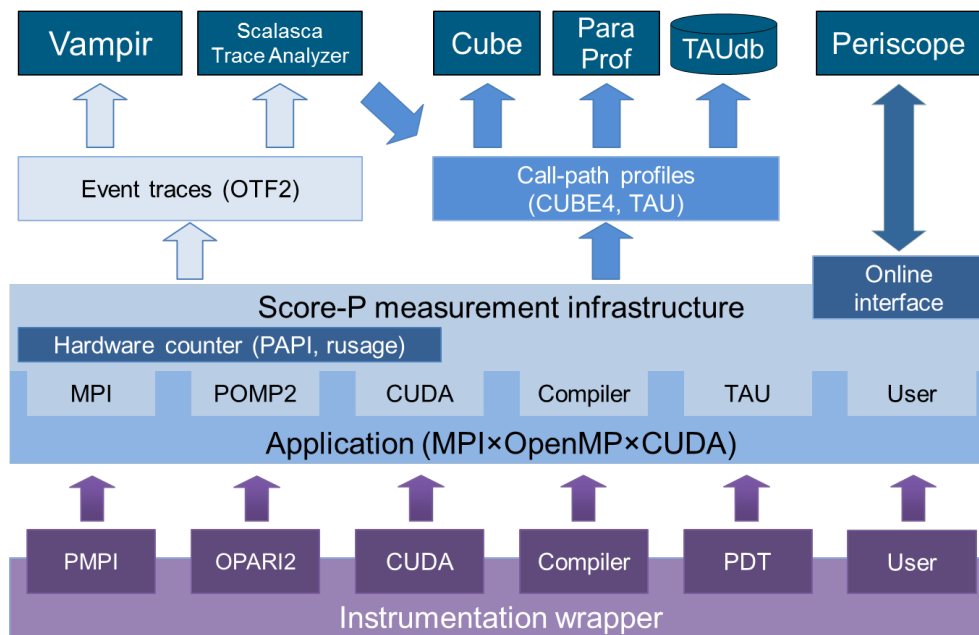 Vampir
Scalasca
Trace Analyzer
Cube
Para
Prof
TAUdb
Periscope
Event traces (OTF2)
Call-path profiles
(CUBE4, TAU)
Online
interface
Score-P measurement infrastructure
Hardware counter (PAPI, rusage)
MPI
POMP2
CUDA
Compiler
TAU
User
Application (MPI×OpenMP×CUDA)
PMPI
OPARI2
CUDA
Compiler
PDT
User
Instrumentation wrapper